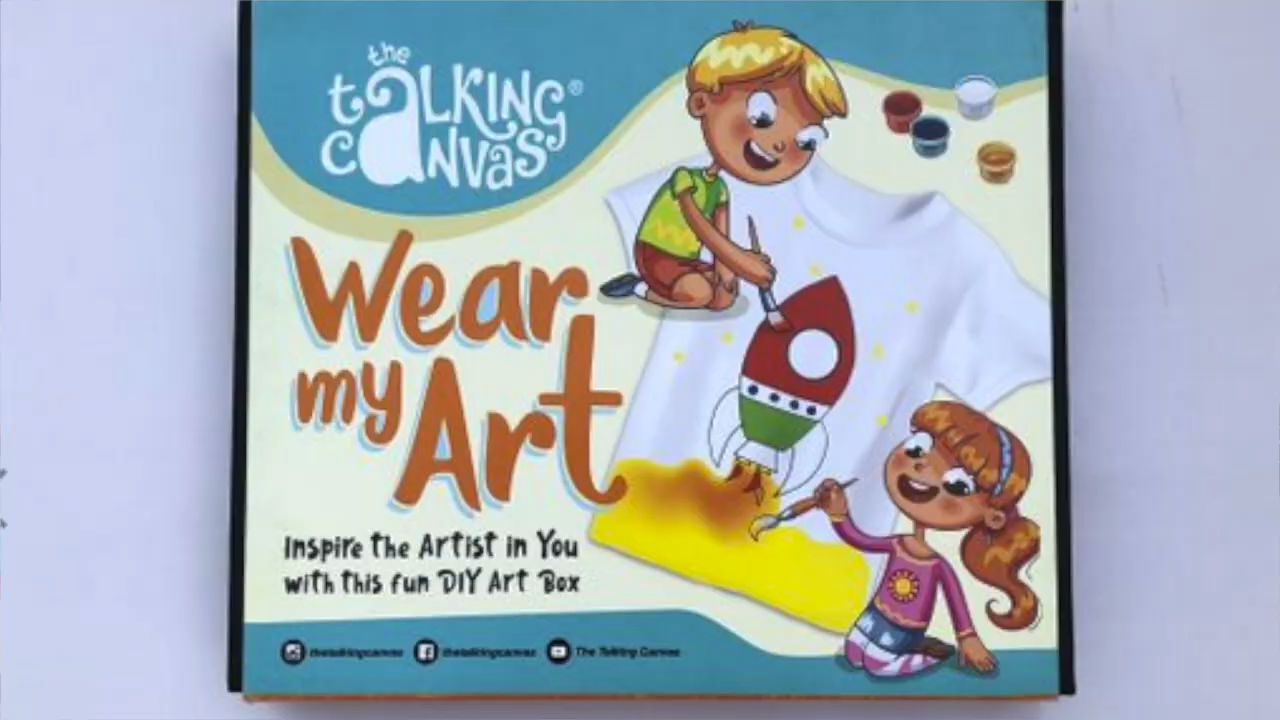 the
talking®
canvas
Wear
my Art
Inspire the Artist in You
with this fun DIY Art Box
thetalkingcanvas thetalkingcanvas The Talking Canvas